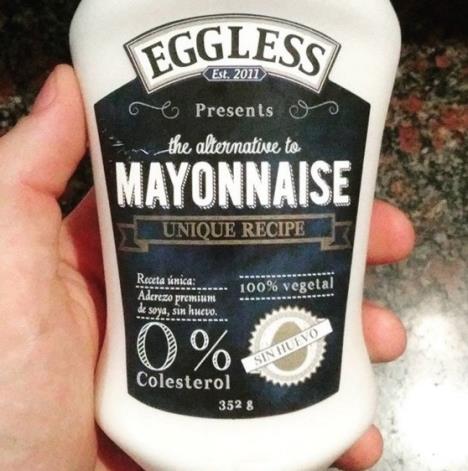 EGGLESS
Est. 2011
Presents
the alternative to
MAYONNAISE
UNIQUE RECIPE
Receta única:
Aderezo premium
de soya, sin huevo.
0%
Colesterol
100% vegetal
SIN HUEVO
352 g